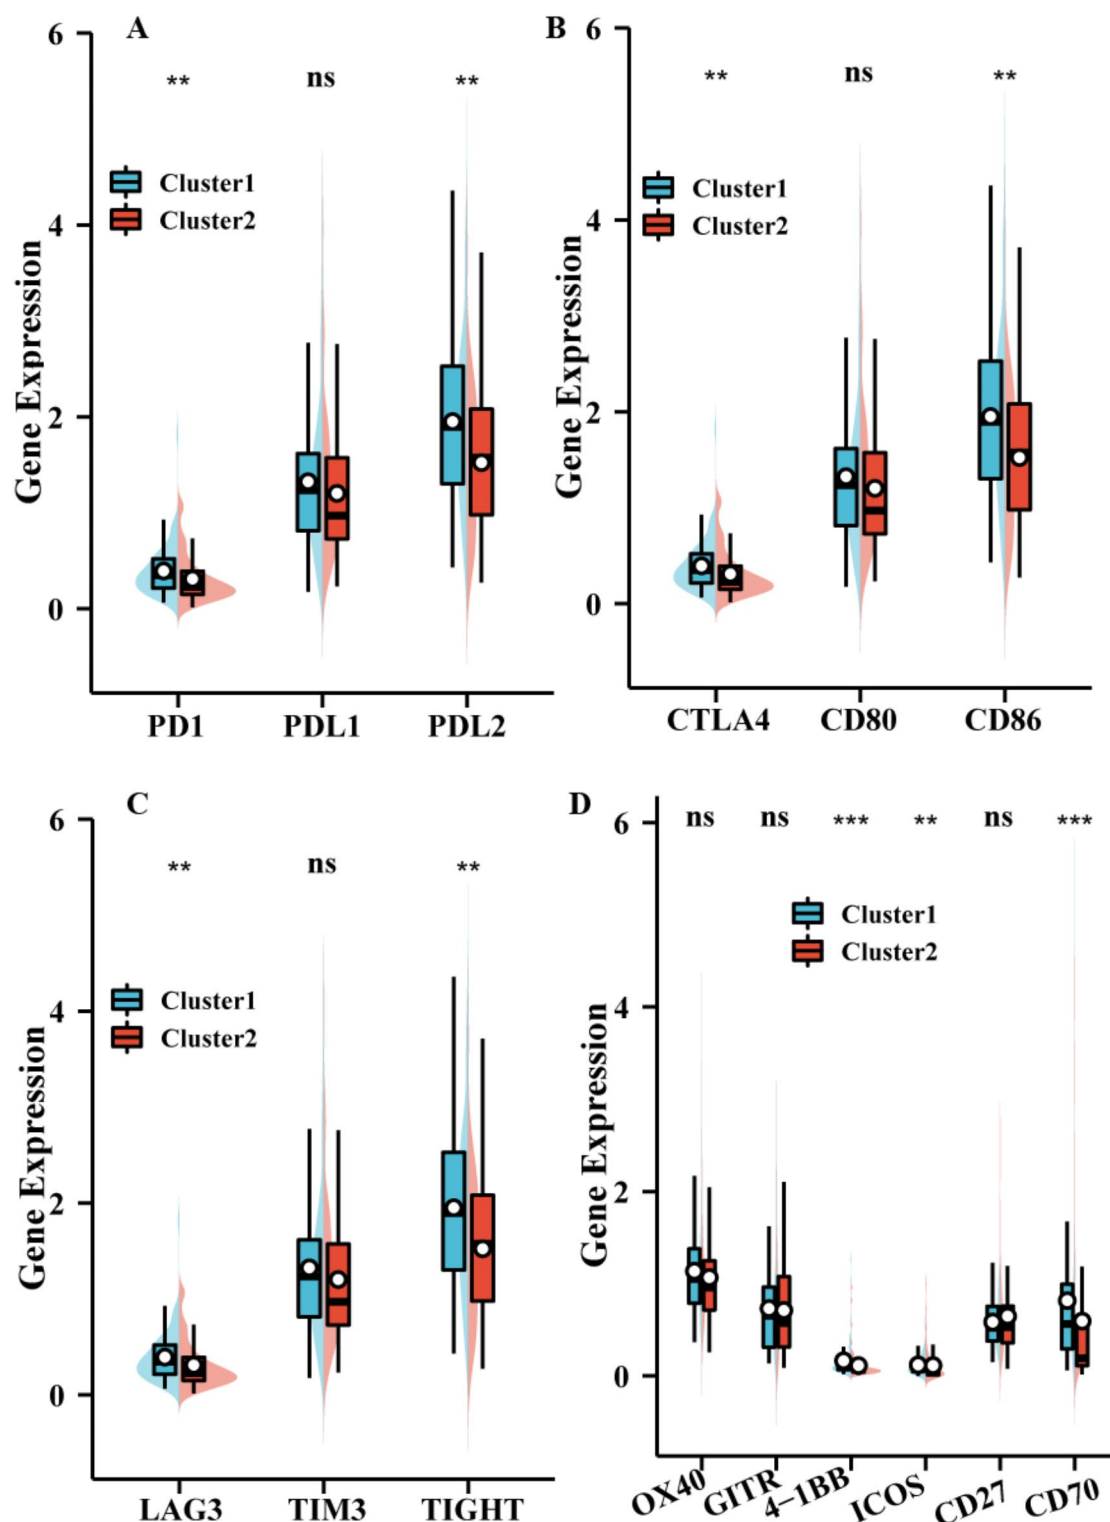 A
6
4
2
0
Gene Expression
** ns **
Cluster1
Cluster2
PD1 PDL1 PDL2
B
6
4
2
0
Gene Expression
** ns **
Cluster1
Cluster2
CTLA4 CD80 CD86
C
6
4
2
0
Gene Expression
** ns **
Cluster1
Cluster2
LAG3 TIM3 TIGHT
D
6
4
2
0
Gene Expression
ns ns *** ** ns ***
Cluster1
Cluster2
OX40 GITR 4−1BB ICOS CD27 CD70